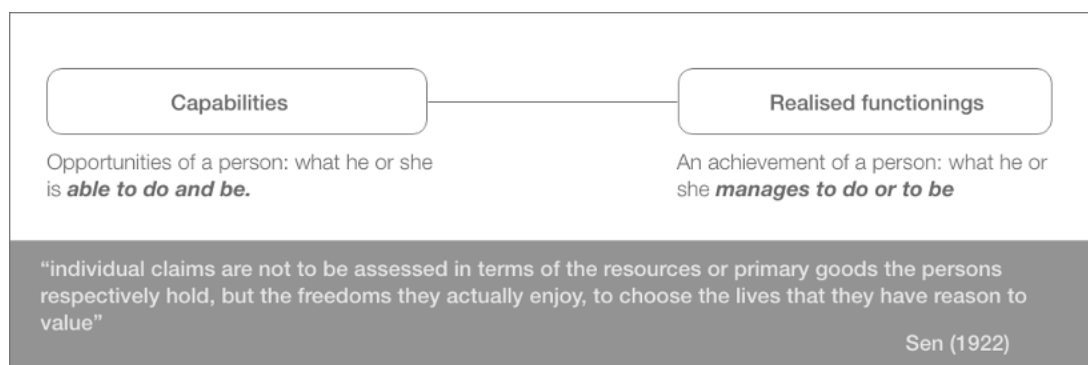 Capabilities
Realised functionings
Opportunities of a person: what he or she
is able to do and be.
An achievement of a person: what he or
she manages to do or to be
“individual claims are not to be assessed in terms of the resources or primary goods the persons
respectively hold, but the freedoms they actually enjoy, to choose the lives that they have reason to
value”
Sen (1922)